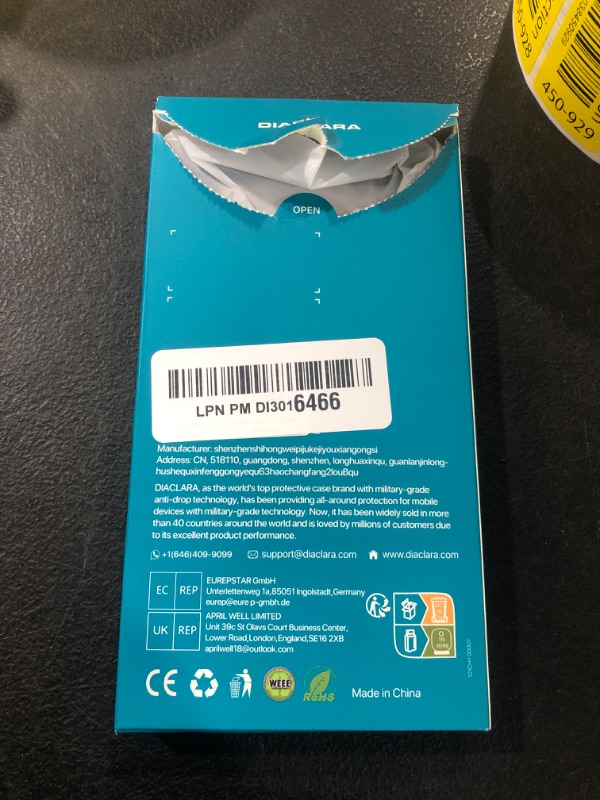 OPEN
LPN PM DI3016466
Manufacturer: shenzhenshihongweipijukejiyouxiangongsi
Address: CN, 518110, guangdong, shenzhen, longhuaxinqu, guanlanjinlong-
hushequxinfenggongyequ63haochangfang2louBqu
DIACLARA, as the world's top protective case brand with military-grade
anti-drop technology, has been providing all-around protection for mobile
devices with military-grade technology. Now, it has been widely sold in more
than 40 countries around the world and is loved by millions of customers due
to its excellent product performance.
+1(646)409-9099 support@diaclara.com www.diaclara.com
EC REP
EUREPSTAR GmbH
Unterlettenweg 1a,85051 Ingolstadt,Germany
eurep@eure p-gmbh.de
UK REP
APRIL WELL LIMITED
Unit 39c St Olavs Court Business Center,
Lower Road,London,England,SE16 2XB
aprilwell18@outlook.com
CE WEEE RoHS Made in China
450-928
450-929